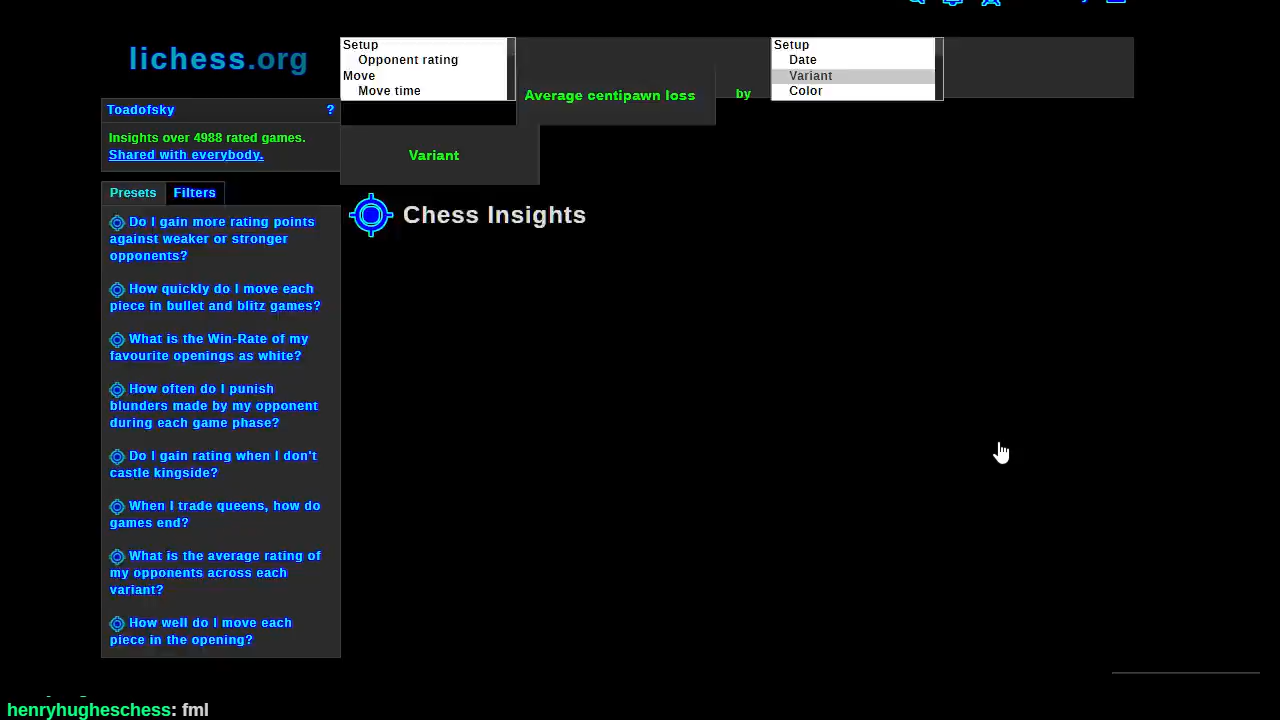 lichess.org
Setup
Opponent rating
Move
Move time
Average centipawn loss
by
Setup
Date
Variant
Color
Variant
Toadofsky
?
Insights over 4988 rated games.
Shared with everybody.
Presets
Filters
Chess Insights
Do I gain more rating points
against weaker or stronger
opponents?
How quickly do I move each
piece in bullet and blitz games?
What is the Win-Rate of my
favourite openings as white?
How often do I punish
blunders made by my opponent
during each game phase?
Do I gain rating when I don't
castle kingside?
When I trade queens, how do
games end?
What is the average rating of
my opponents across each
variant?
How well do I move each
piece in the opening?
henryhugheschess: fml